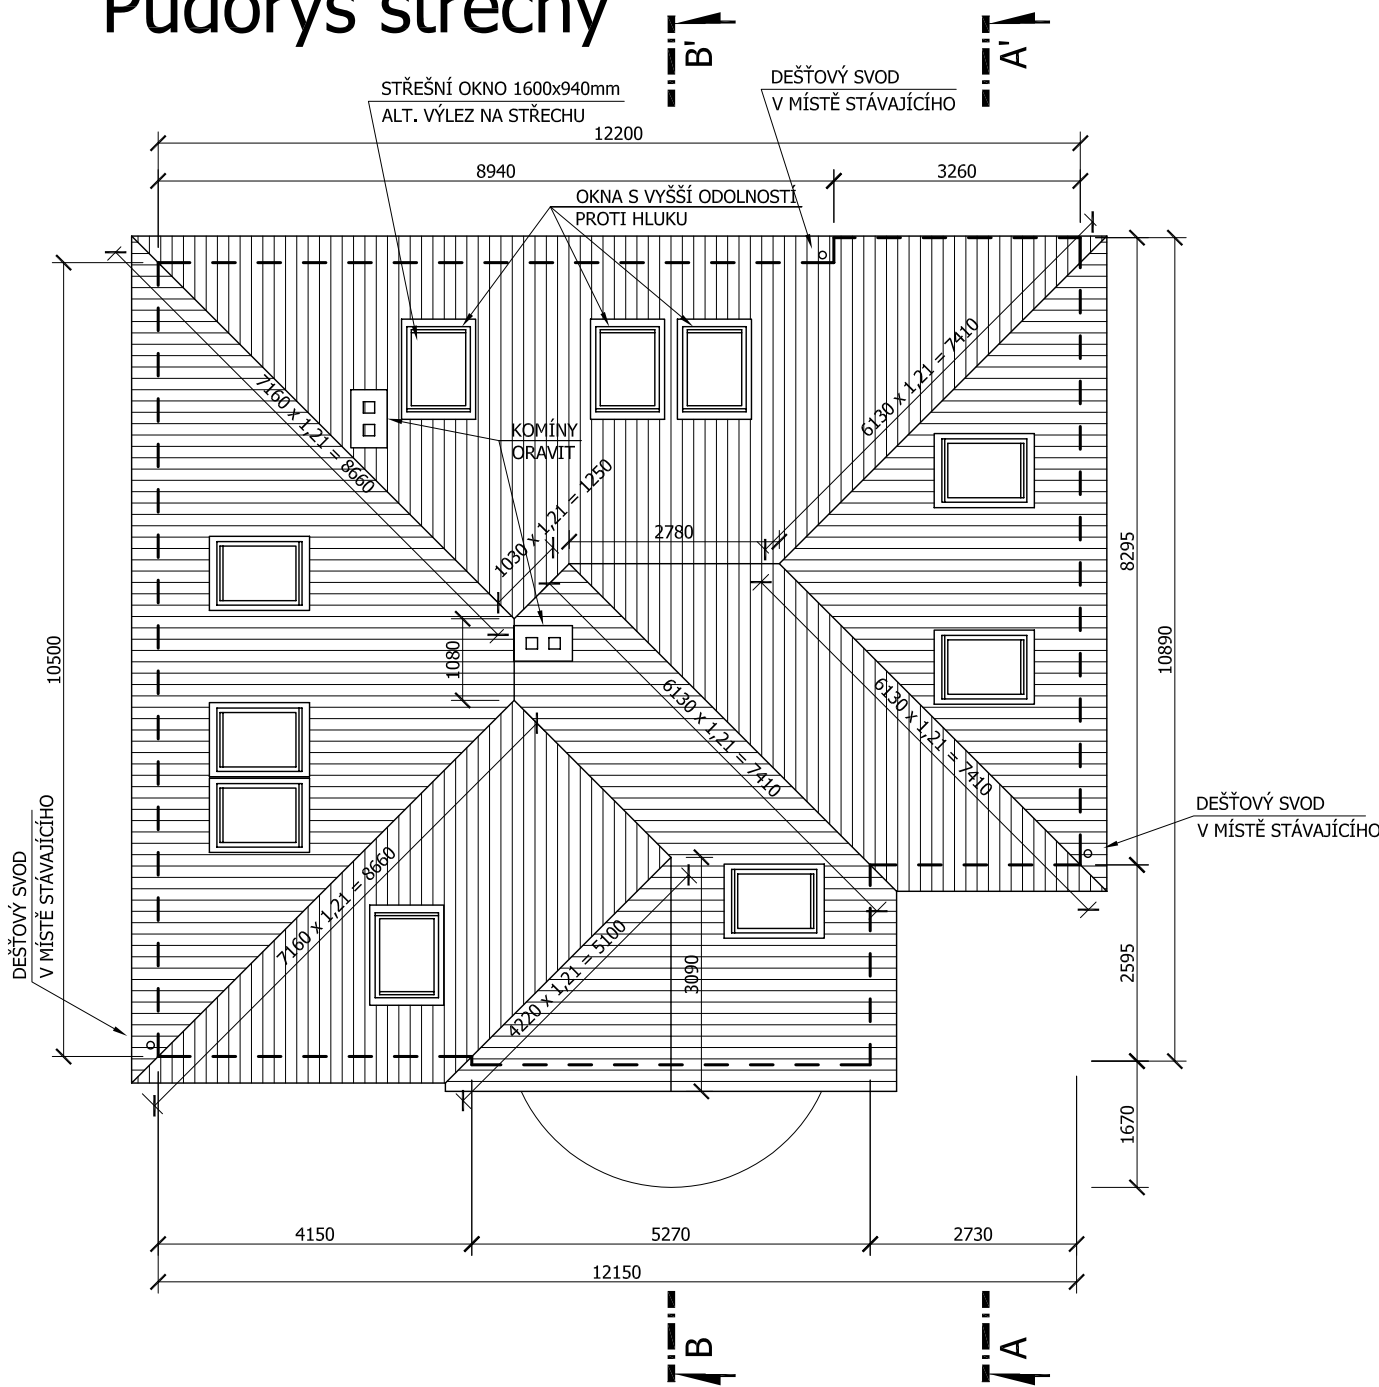 Půdorys střechy
B'
A'
STŘEŠNÍ OKNO 1600x940mm
ALT. VÝLEZ NA STŘECHU
DEŠŤOVÝ SVOD
V MÍSTĚ STÁVAJÍCÍHO
12200
8940
3260
OKNA S VYŠŠÍ ODOLNOSTÍ
PROTI HLUKU
7160 x 1,21 = 8660
6130 x 1,21 = 7410
KOMÍNY
ORAVIT
1030 x 1,21 = 1250
2780
8295
10890
10500
1080
6130 x 1,21 = 7410
6130 x 1,21 = 7410
DEŠŤOVÝ SVOD
V MÍSTĚ STÁVAJÍCÍHO
DEŠŤOVÝ SVOD
V MÍSTĚ STÁVAJÍCÍHO
7160 x 1,21 = 8660
4220 x 1,21 = 5100
3090
2595
1670
4150
5270
2730
12150
B
A